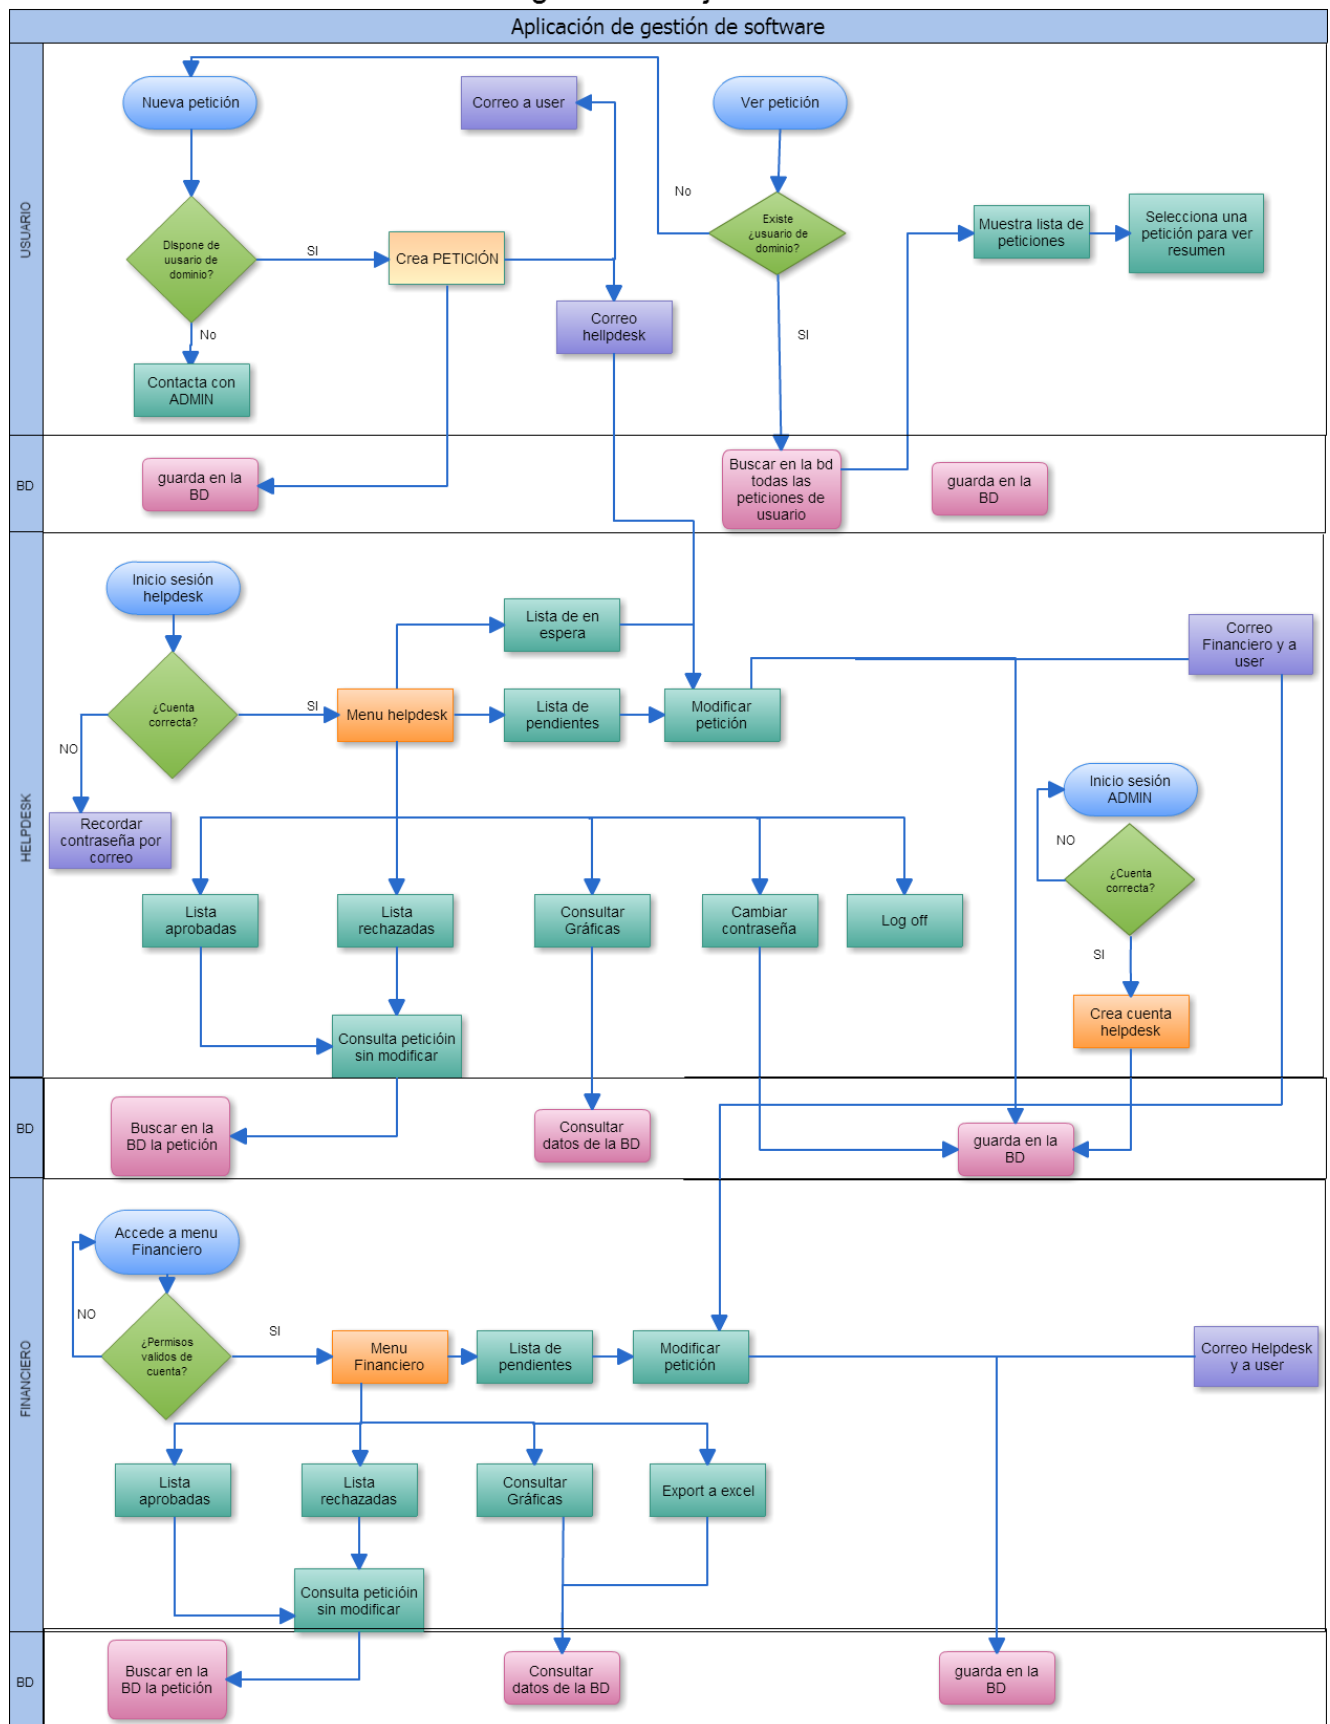 Aplicación de gestión de software
USUARIO
Nueva petición
Correo a user
Ver petición
DIspone de
uusario de
dominio?
SI
Crea PETICIÓN
No
Contacta con
ADMIN
Correo
hellpdesk
No
Existe
¿usuario de
dominio?
SI
Muestra lista de
peticiones
Selecciona una
petición para ver
resumen
BD
guarda en la
BD
Buscar en la bd
todas las
peticiones de
usuario
guarda en la
BD
HELPDESK
Inicio sesión
helpdesk
¿Cuenta
correcta?
SI
NO
Recordar
contraseña por
correo
Menu helpdesk
Lista de en
espera
Lista de
pendientes
Modificar
petición
Correo
Financiero y a
user
Inicio sesión
ADMIN
NO
¿Cuenta
correcta?
SI
Crea cuenta
helpdesk
Lista
aprobadas
Lista
rechazadas
Consultar
Gráficas
Cambiar
contraseña
Log off
Consulta peticióin
sin modificar
BD
Buscar en la
BD la petición
Consultar
datos de la BD
guarda en la
BD
FINANCIERO
Accede a menu
Financiero
NO
¿Permisos
validos de
cuenta?
SI
Menu
Financiero
Lista de
pendientes
Modificar
petición
Correo Helpdesk
y a user
Lista
aprobadas
Lista
rechazadas
Consultar
Gráficas
Export a excel
Consulta peticióin
sin modificar
BD
Buscar en la
BD la petición
Consultar
datos de la BD
guarda en la
BD